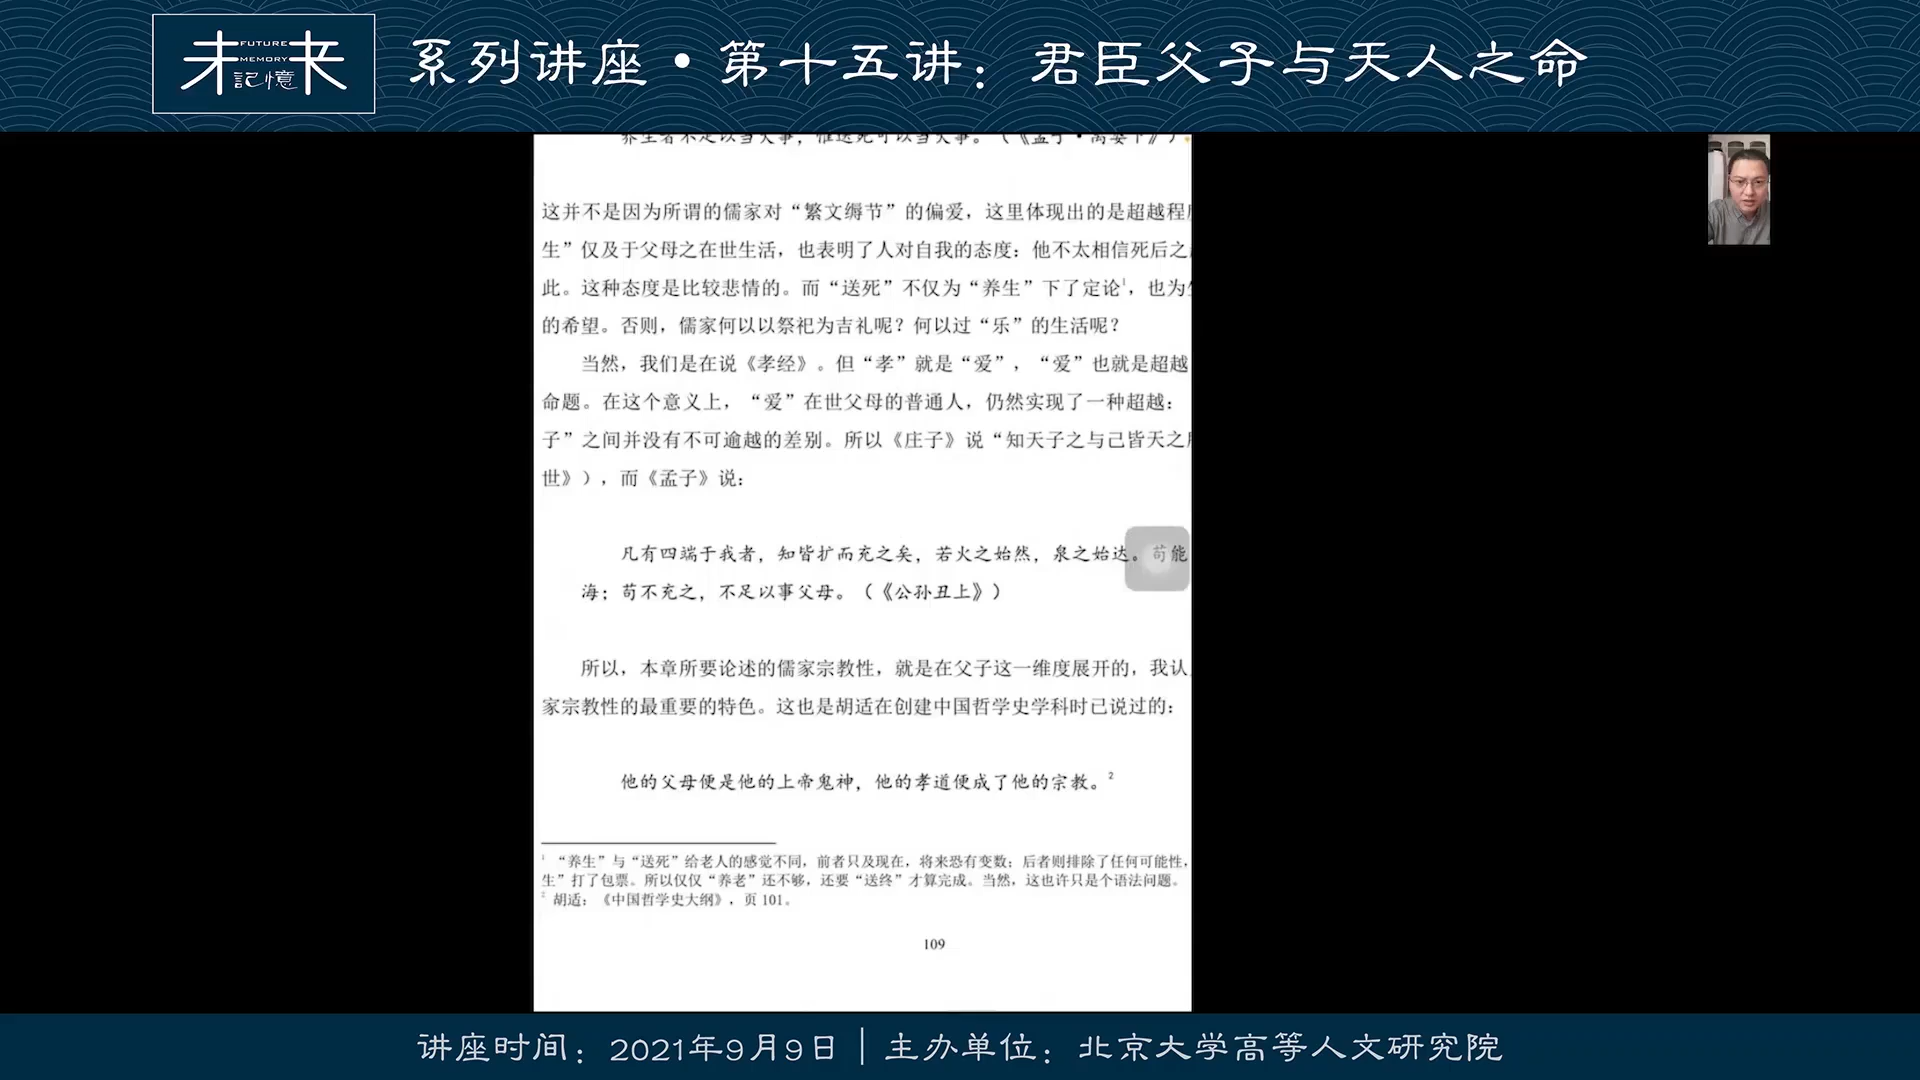 未来
FUTURE
MEMORY
記憶
系列讲座·第十五讲：君臣父子与天人之命
养生者不足以当大事，惟送死可以当大事。（《孟子·离娄下》）
这并不是因为所谓的儒家对“繁文缛节”的偏爱，这里体现出的是超越程
生”仅及于父母之在世生活，也表明了人对自我的态度：他不太相信死后之
此。这种态度是比较悲情的。而“送死”不仅为“养生”下了定论1，也为
的希望。否则，儒家何以以祭祀为吉礼呢？何以过“乐”的生活呢？
当然，我们是在说《孝经》。但“孝”就是“爱”，“爱”也就是超越
命题。在这个意义上，“爱”在世父母的普通人，仍然实现了一种超越：
子”之间并没有不可逾越的差别。所以《庄子》说“知天子之与己皆天之
世》），而《孟子》说：
凡有四端于我者，知皆扩而充之矣，若火之始然，泉之始达。苟能
海；苟不充之，不足以事父母。（《公孙丑上》）
所以，本章所要论述的儒家宗教性，就是在父子这一维度展开的，我认
家宗教性的最重要的特色。这也是胡适在创建中国哲学史学科时已说过的：
他的父母便是他的上帝鬼神，他的孝道便成了他的宗教。2
1 “养生”与“送死”给老人的感觉不同，前者只及现在，将来恐有变数；后者则排除了任何可能性，
生”打了包票。所以仅仅“养老”还不够，还要“送终”才算完成。当然，这也许只是个语法问题。
2 胡适：《中国哲学史大纲》，页 101。
109
讲座时间：2021年9月9日｜主办单位：北京大学高等人文研究院